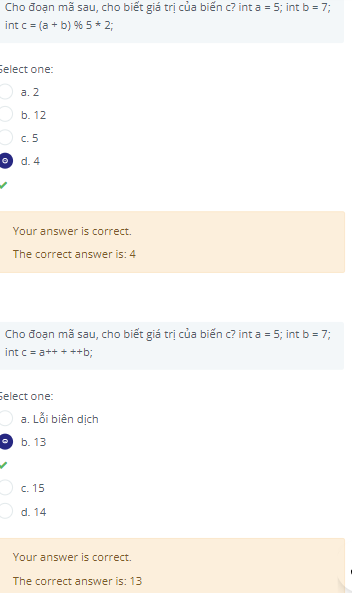 Cho đoạn mã sau, cho biết giá trị của biến c? int a = 5; int b = 7;
int c = (a + b) % 5 * 2;
Select one:
a. 2
b. 12
c. 5
d. 4
Your answer is correct.
The correct answer is: 4
Cho đoạn mã sau, cho biết giá trị của biến c? int a = 5; int b = 7;
int c = a++ + ++b;
Select one:
a. Lỗi biên dịch
b. 13
c. 15
d. 14
Your answer is correct.
The correct answer is: 13